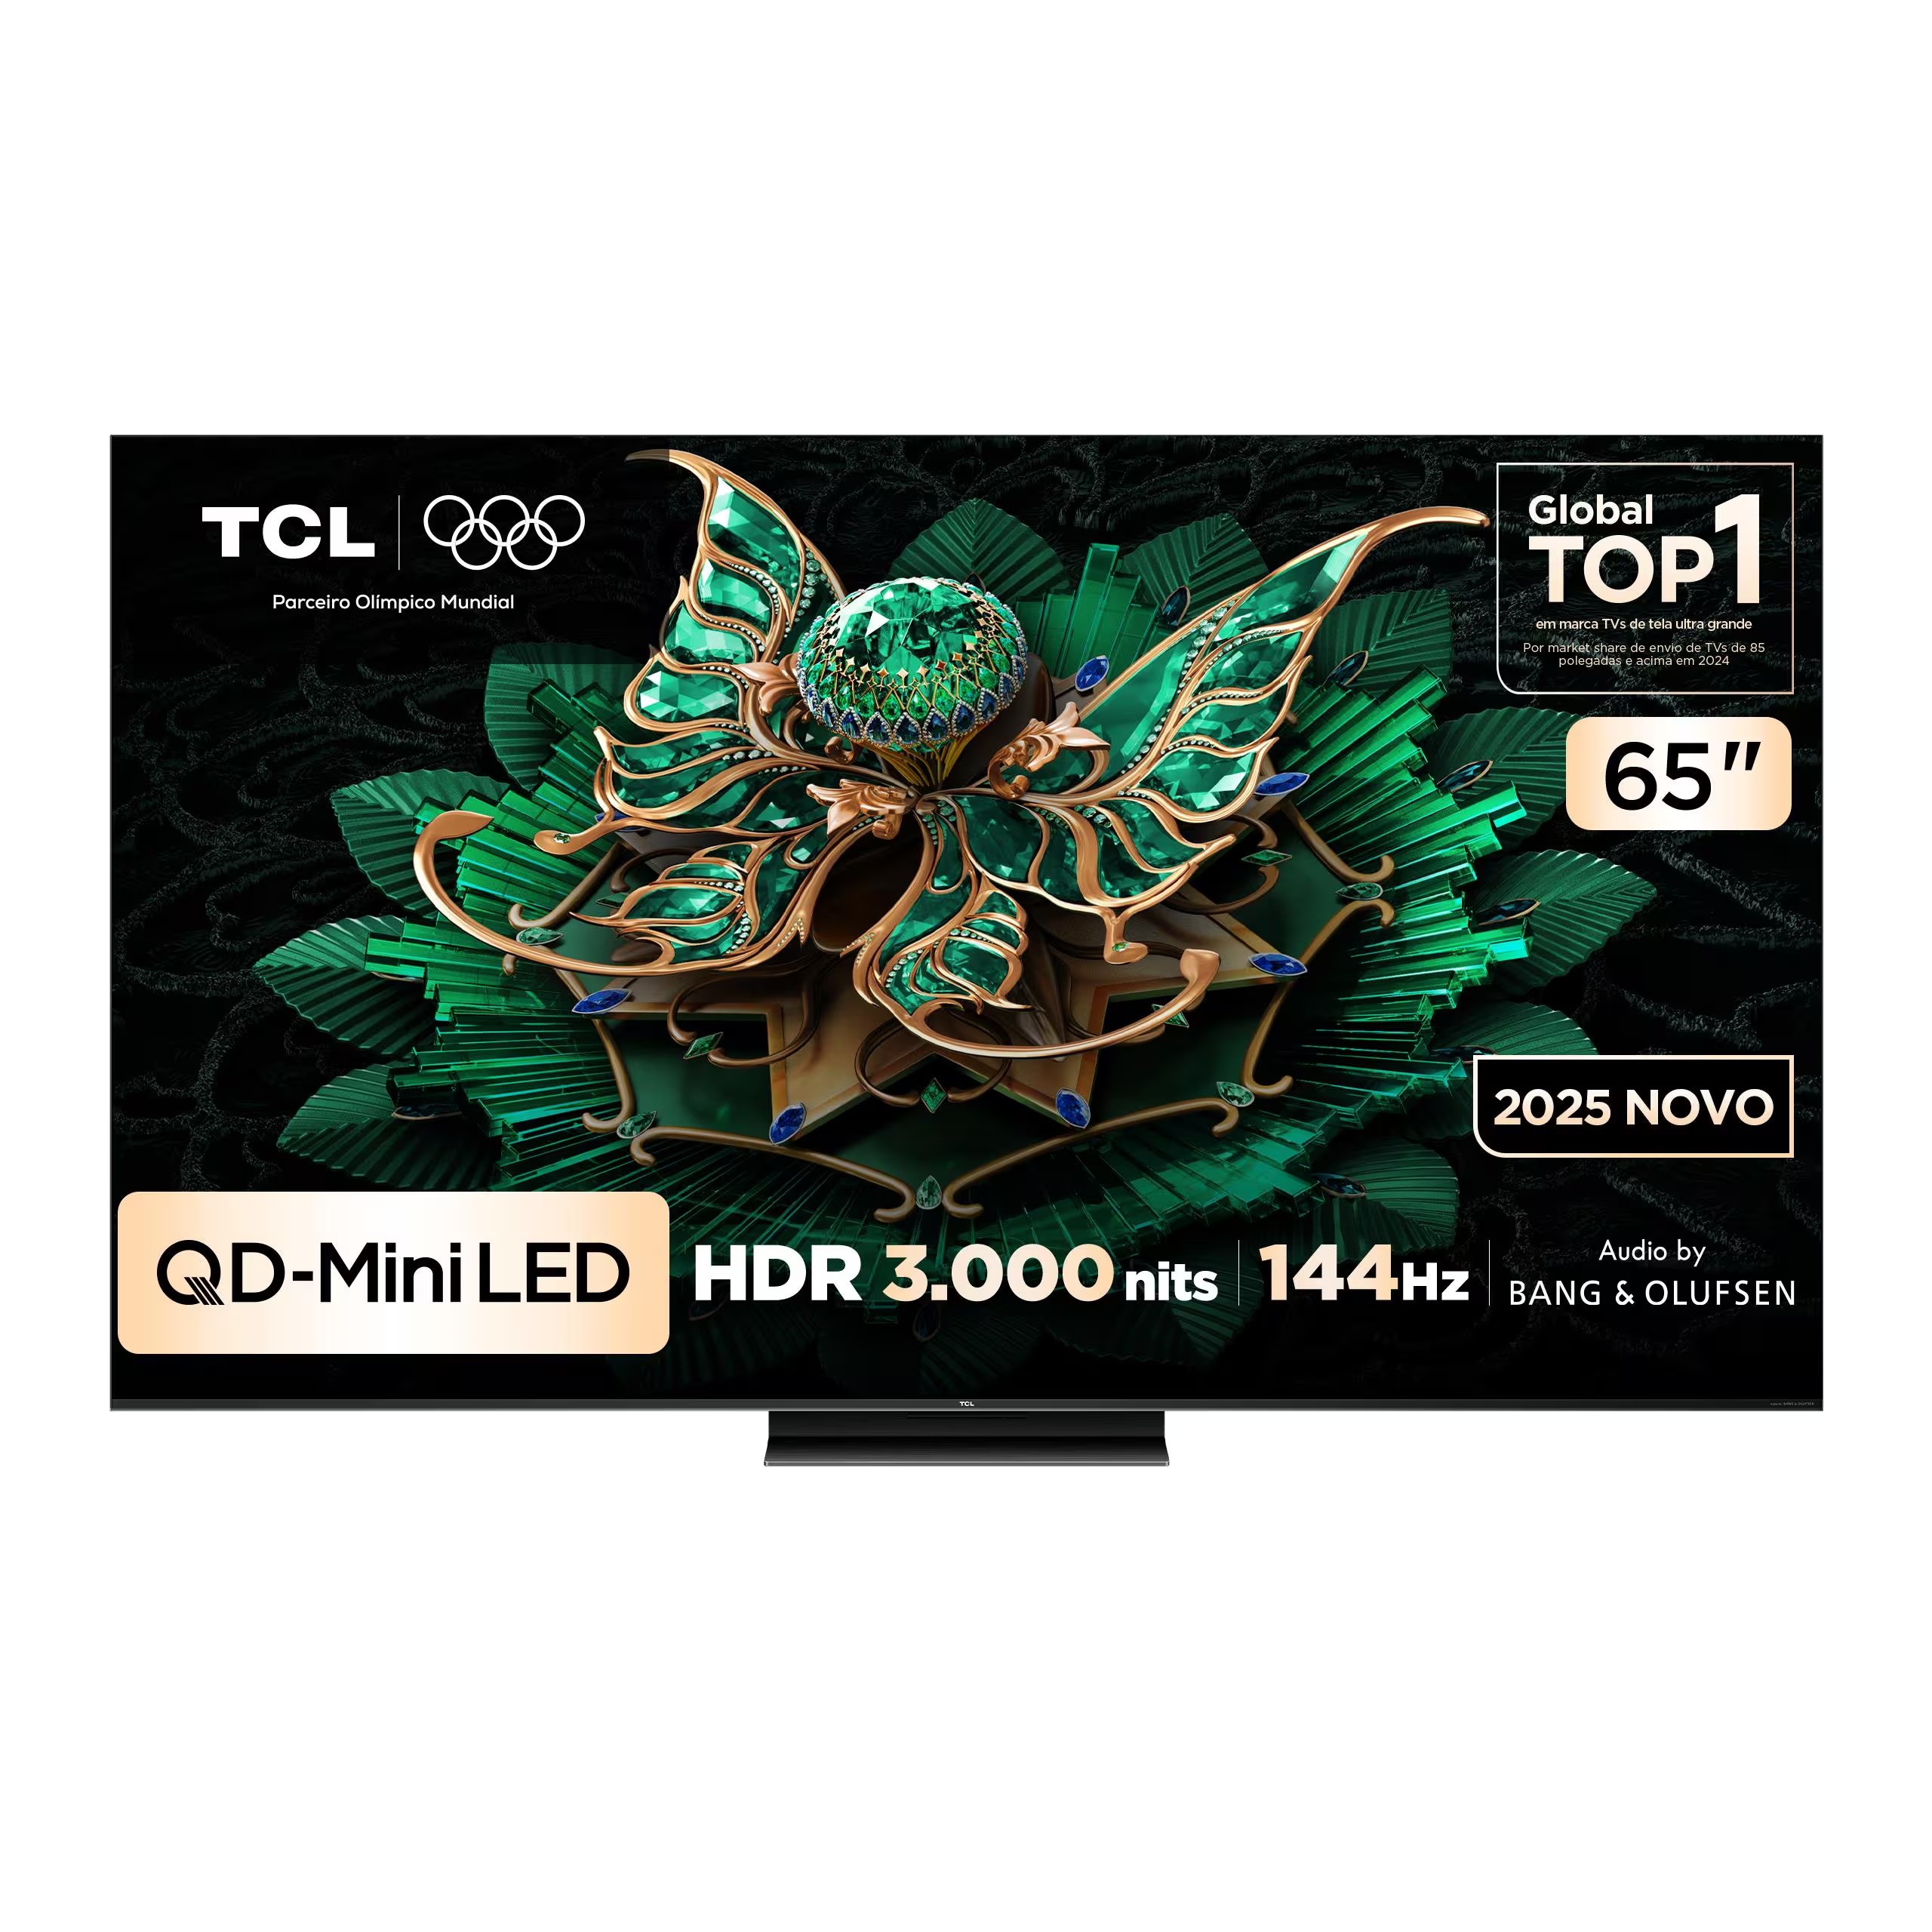 TCL
Parceiro Olímpico Mundial
Global
TOP1
em marca TVs de tela ultra grande
Por market share de envio de TVs de 85
polegadas e acima em 2024
65"
2025 NOVO
QD-Mini LED
HDR 3.000 nits
144Hz
Audio by
BANG & OLUFSEN
TCL